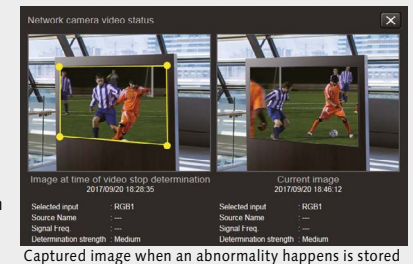 Network camera video status
Image at time of video stop determination
2017/09/20 18:28:35
Selected input : RGB1
Source Name : ---
Signal Freq. : ---
Determination strength : Medium
Current image
2017/09/20 18:46:12
Selected input : RGB1
Source Name : ---
Signal Freq. : ---
Determination strength : Medium
Captured image when an abnormality happens is stored